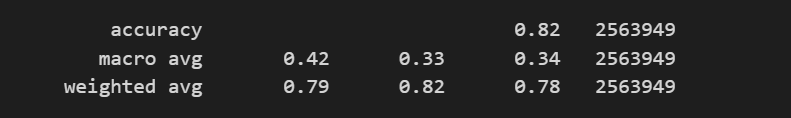 accuracy 0.82 2563949
macro avg 0.42 0.33 0.34 2563949
weighted avg 0.79 0.82 0.78 2563949